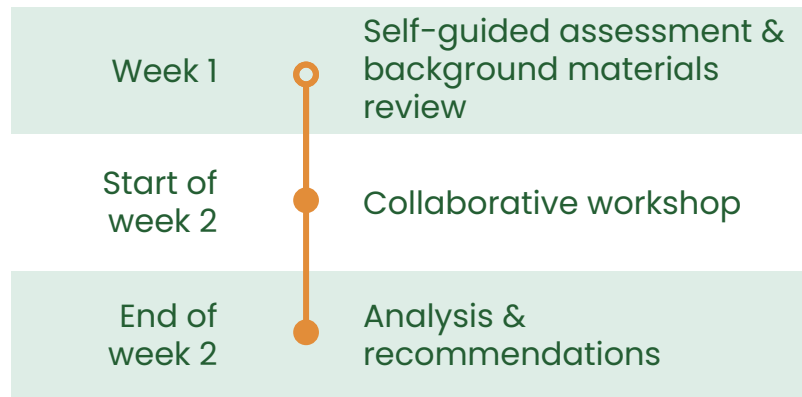 Week 1
Self-guided assessment &
background materials
review
Start of
week 2
Collaborative workshop
End of
week 2
Analysis &
recommendations